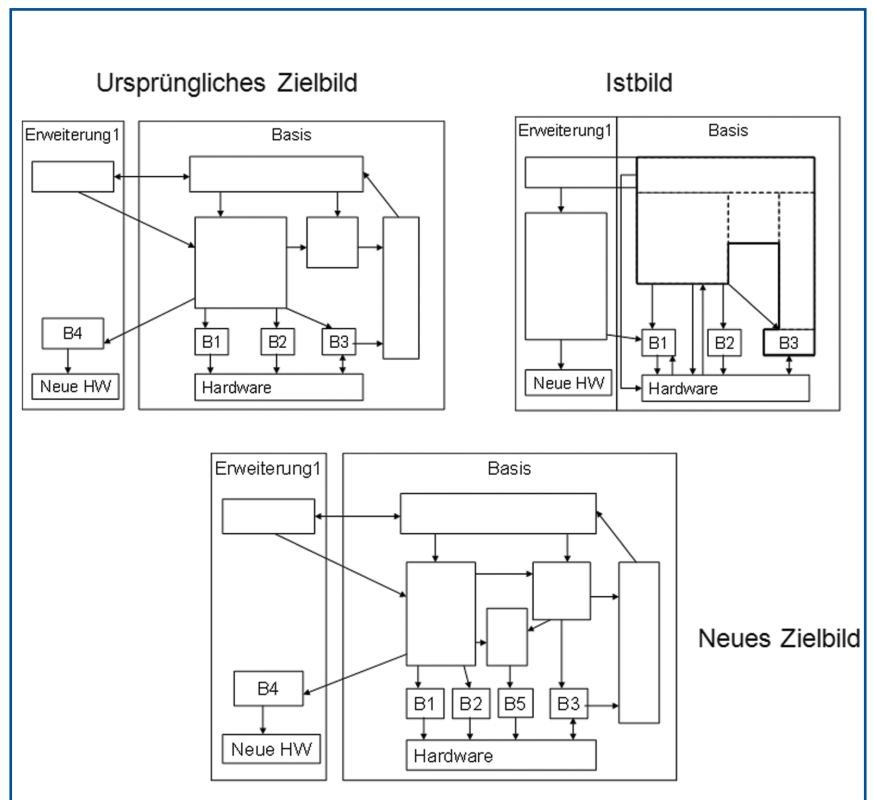 Ursprüngliches Zielbild
Erweiterung1
Basis
B4
B1
B2
B3
Neue HW
Hardware
Istbild
Erweiterung1
Basis
B1
B2
B3
Neue HW
Hardware
Neues Zielbild
Erweiterung1
Basis
B4
B1
B2
B5
B3
Neue HW
Hardware